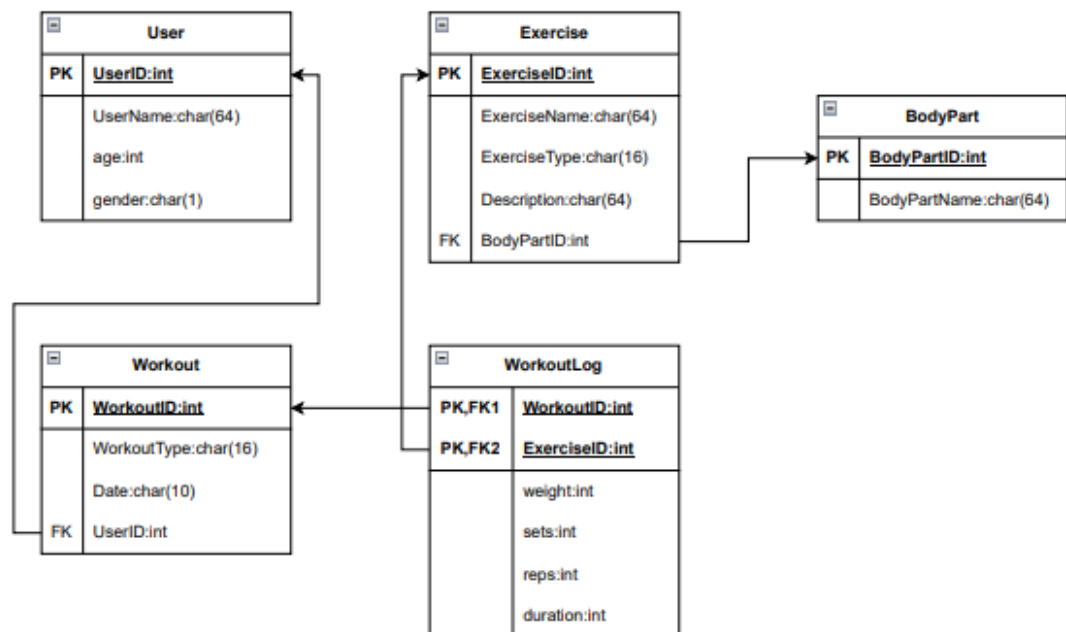 User
PK UserID:int
UserName:char(64)
age:int
gender:char(1)
Exercise
PK ExerciseID:int
ExerciseName:char(64)
ExerciseType:char(16)
Description:char(64)
FK BodyPartID:int
BodyPart
PK BodyPartID:int
BodyPartName:char(64)
Workout
PK WorkoutID:int
WorkoutType:char(16)
Date:char(10)
FK UserID:int
WorkoutLog
PK,FK1 WorkoutID:int
PK,FK2 ExerciseID:int
weight:int
sets:int
reps:int
duration:int